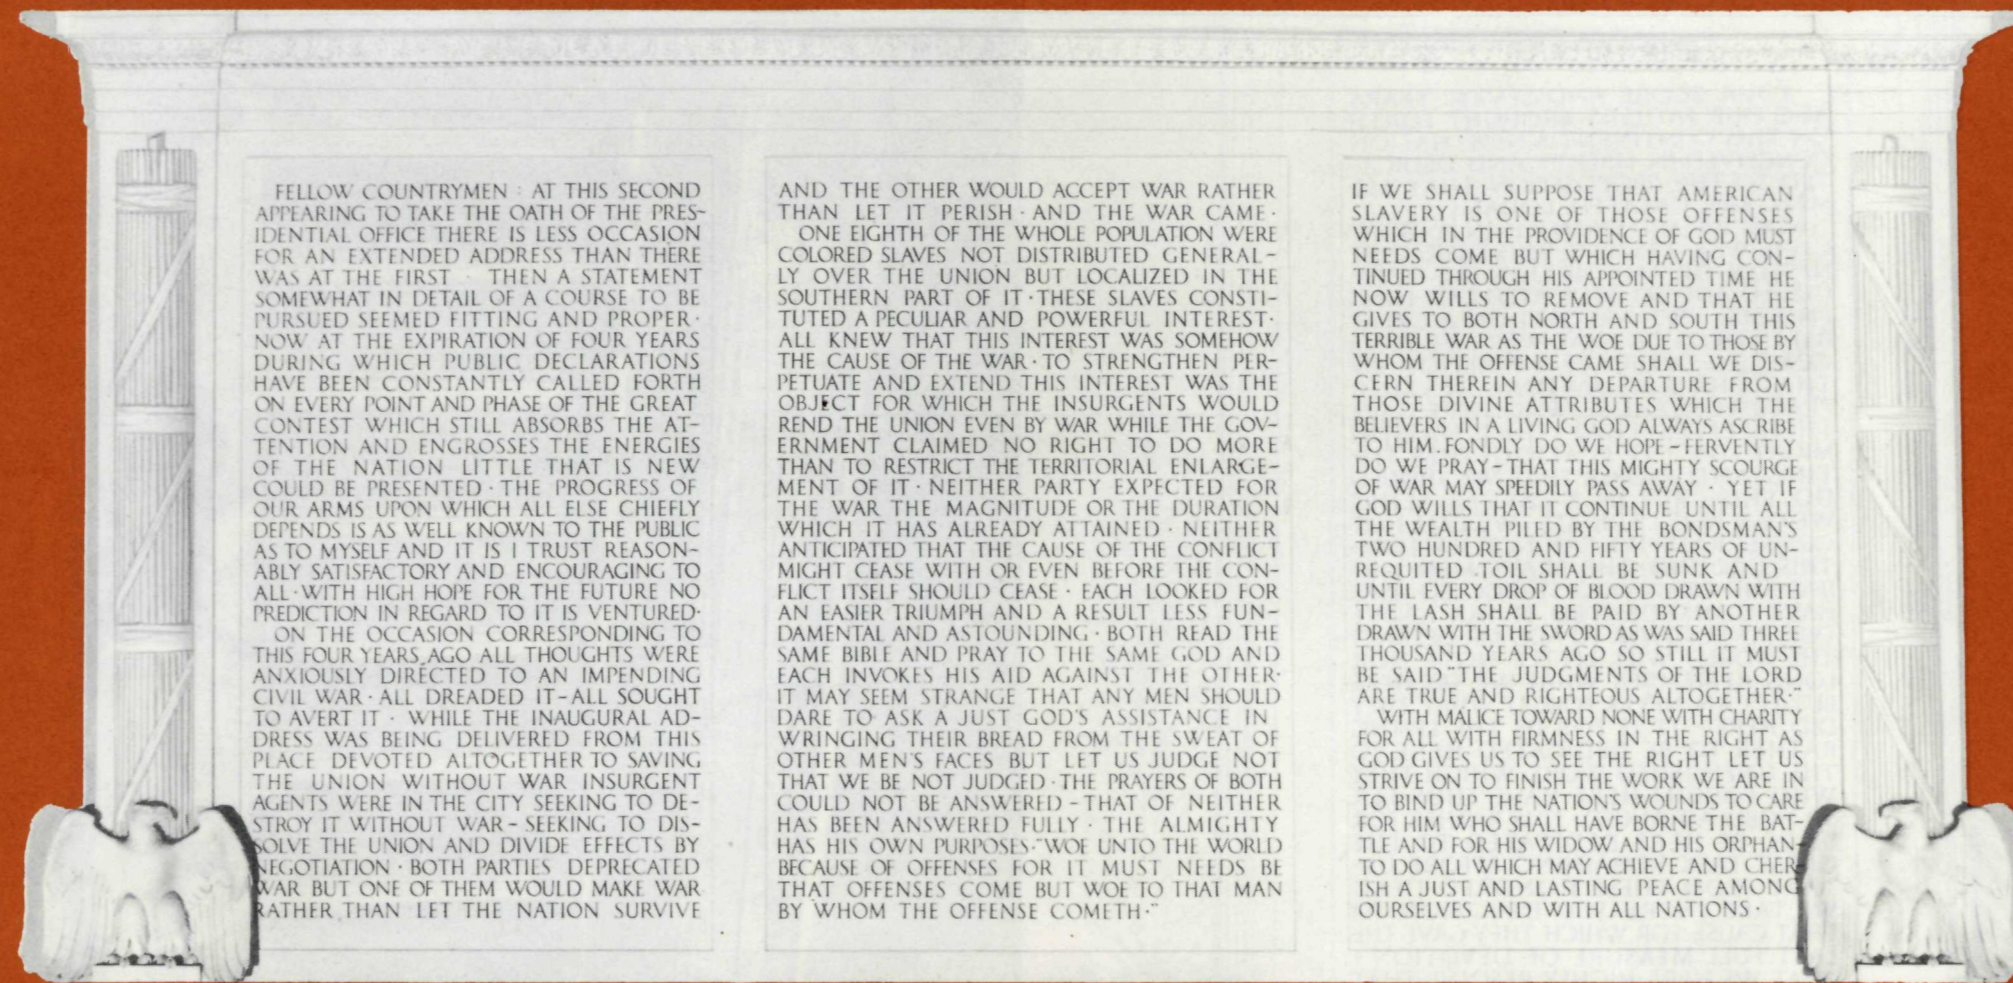 FELLOW COUNTRYMEN : AT THIS SECOND
APPEARING TO TAKE THE OATH OF THE PRES-
IDENTIAL OFFICE THERE IS LESS OCCASION
FOR AN EXTENDED ADDRESS THAN THERE
WAS AT THE FIRST · THEN A STATEMENT
SOMEWHAT IN DETAIL OF A COURSE TO BE
PURSUED SEEMED FITTING AND PROPER ·
NOW AT THE EXPIRATION OF FOUR YEARS
DURING WHICH PUBLIC DECLARATIONS
HAVE BEEN CONSTANTLY CALLED FORTH
ON EVERY POINT AND PHASE OF THE GREAT
CONTEST WHICH STILL ABSORBS THE AT-
TENTION AND ENGROSSES THE ENERGIES
OF THE NATION LITTLE THAT IS NEW
COULD BE PRESENTED · THE PROGRESS OF
OUR ARMS UPON WHICH ALL ELSE CHIEFLY
DEPENDS IS AS WELL KNOWN TO THE PUBLIC
AS TO MYSELF AND IT IS I TRUST REASON-
ABLY SATISFACTORY AND ENCOURAGING TO
ALL · WITH HIGH HOPE FOR THE FUTURE NO
PREDICTION IN REGARD TO IT IS VENTURED ·
ON THE OCCASION CORRESPONDING TO
THIS FOUR YEARS AGO ALL THOUGHTS WERE
ANXIOUSLY DIRECTED TO AN IMPENDING
CIVIL WAR · ALL DREADED IT - ALL SOUGHT
TO AVERT IT · WHILE THE INAUGURAL AD-
DRESS WAS BEING DELIVERED FROM THIS
PLACE DEVOTED ALTOGETHER TO SAVING
THE UNION WITHOUT WAR INSURGENT
AGENTS WERE IN THE CITY SEEKING TO DE-
STROY IT WITHOUT WAR - SEEKING TO DIS-
SOLVE THE UNION AND DIVIDE EFFECTS BY
NEGOTIATION · BOTH PARTIES DEPRECATED
WAR BUT ONE OF THEM WOULD MAKE WAR
RATHER THAN LET THE NATION SURVIVE
AND THE OTHER WOULD ACCEPT WAR RATHER
THAN LET IT PERISH · AND THE WAR CAME ·
ONE EIGHTH OF THE WHOLE POPULATION WERE
COLORED SLAVES NOT DISTRIBUTED GENERAL-
LY OVER THE UNION BUT LOCALIZED IN THE
SOUTHERN PART OF IT · THESE SLAVES CONSTI-
TUTED A PECULIAR AND POWERFUL INTEREST ·
ALL KNEW THAT THIS INTEREST WAS SOMEHOW
THE CAUSE OF THE WAR · TO STRENGTHEN PER-
PETUATE AND EXTEND THIS INTEREST WAS THE
OBJECT FOR WHICH THE INSURGENTS WOULD
REND THE UNION EVEN BY WAR WHILE THE GOV-
ERNMENT CLAIMED NO RIGHT TO DO MORE
THAN TO RESTRICT THE TERRITORIAL ENLARGE-
MENT OF IT · NEITHER PARTY EXPECTED FOR
THE WAR THE MAGNITUDE OR THE DURATION
WHICH IT HAS ALREADY ATTAINED · NEITHER
ANTICIPATED THAT THE CAUSE OF THE CONFLICT
MIGHT CEASE WITH OR EVEN BEFORE THE CON-
FLICT ITSELF SHOULD CEASE · EACH LOOKED FOR
AN EASIER TRIUMPH AND A RESULT LESS FUN-
DAMENTAL AND ASTOUNDING · BOTH READ THE
SAME BIBLE AND PRAY TO THE SAME GOD AND
EACH INVOKES HIS AID AGAINST THE OTHER ·
IT MAY SEEM STRANGE THAT ANY MEN SHOULD
DARE TO ASK A JUST GOD'S ASSISTANCE IN
WRINGING THEIR BREAD FROM THE SWEAT OF
OTHER MEN'S FACES BUT LET US JUDGE NOT
THAT WE BE NOT JUDGED · THE PRAYERS OF BOTH
COULD NOT BE ANSWERED - THAT OF NEITHER
HAS BEEN ANSWERED FULLY · THE ALMIGHTY
HAS HIS OWN PURPOSES · "WOE UNTO THE WORLD
BECAUSE OF OFFENSES FOR IT MUST NEEDS BE
THAT OFFENSES COME BUT WOE TO THAT MAN
BY WHOM THE OFFENSE COMETH · "
IF WE SHALL SUPPOSE THAT AMERICAN
SLAVERY IS ONE OF THOSE OFFENSES
WHICH IN THE PROVIDENCE OF GOD MUST
NEEDS COME BUT WHICH HAVING CON-
TINUED THROUGH HIS APPOINTED TIME HE
NOW WILLS TO REMOVE AND THAT HE
GIVES TO BOTH NORTH AND SOUTH THIS
TERRIBLE WAR AS THE WOE DUE TO THOSE BY
WHOM THE OFFENSE CAME SHALL WE DIS-
CERN THEREIN ANY DEPARTURE FROM
THOSE DIVINE ATTRIBUTES WHICH THE
BELIEVERS IN A LIVING GOD ALWAYS ASCRIBE
TO HIM . FONDLY DO WE HOPE - FERVENTLY
DO WE PRAY - THAT THIS MIGHTY SCOURGE
OF WAR MAY SPEEDILY PASS AWAY · YET IF
GOD WILLS THAT IT CONTINUE UNTIL ALL
THE WEALTH PILED BY THE BONDSMAN'S
TWO HUNDRED AND FIFTY YEARS OF UN-
REQUITED TOIL SHALL BE SUNK AND
UNTIL EVERY DROP OF BLOOD DRAWN WITH
THE LASH SHALL BE PAID BY ANOTHER
DRAWN WITH THE SWORD AS WAS SAID THREE
THOUSAND YEARS AGO SO STILL IT MUST
BE SAID "THE JUDGMENTS OF THE LORD
ARE TRUE AND RIGHTEOUS ALTOGETHER · "
WITH MALICE TOWARD NONE WITH CHARITY
FOR ALL WITH FIRMNESS IN THE RIGHT AS
GOD GIVES US TO SEE THE RIGHT LET US
STRIVE ON TO FINISH THE WORK WE ARE IN
TO BIND UP THE NATION'S WOUNDS TO CARE
FOR HIM WHO SHALL HAVE BORNE THE BAT-
TLE AND FOR HIS WIDOW AND HIS ORPHAN -
TO DO ALL WHICH MAY ACHIEVE AND CHER-
ISH A JUST AND LASTING PEACE AMONG
OURSELVES AND WITH ALL NATIONS ·